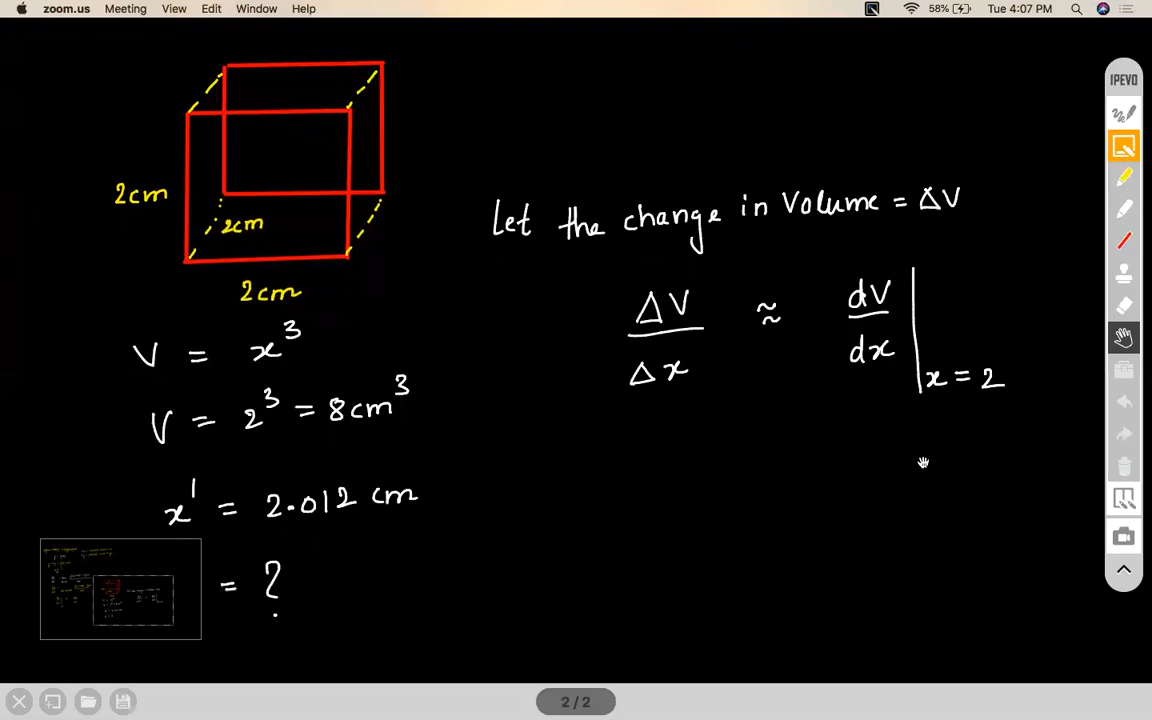 zoom.us Meeting View Edit Window Help
58% Tue 4:07 PM
IPEVO
2cm
2cm
2cm
V = x³
V = 2³ = 8cm³
x' = 2.012 cm
= ?
Let the change in Volume = ΔV
ΔV/Δx ≈ dV/dx |x = 2
2/2